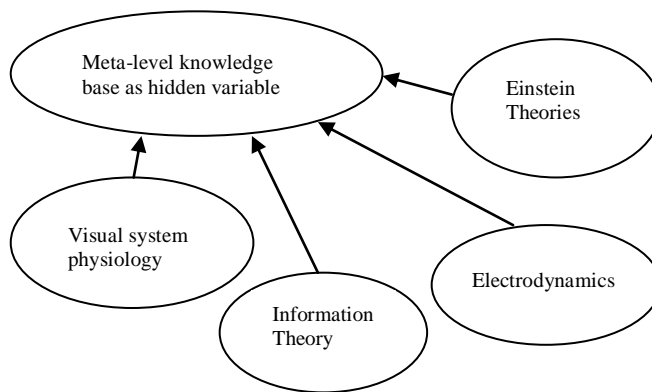 Meta-level knowledge
base as hidden variable
Einstein
Theories
Visual system
physiology
Electrodynamics
Information
Theory